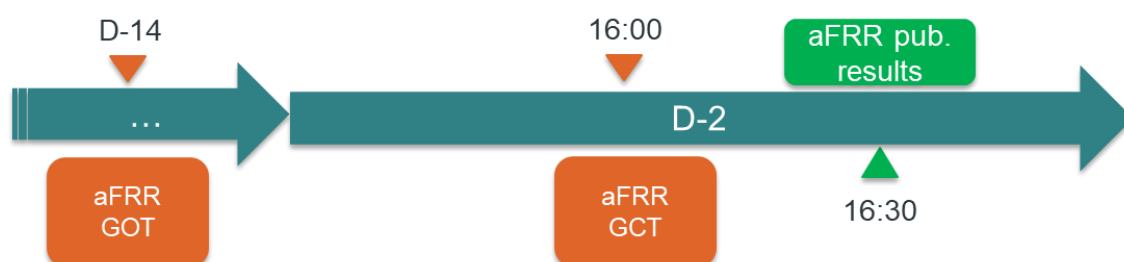 D-14
16:00
aFRR pub.
results
...
D-2
aFRR
GOT
aFRR
GCT
16:30